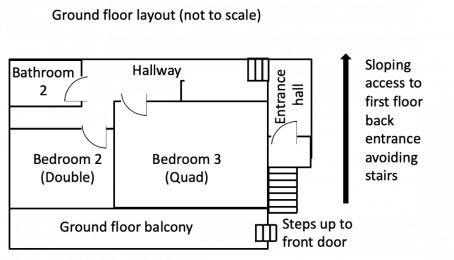 Ground floor layout (not to scale)
Bathroom
2
Hallway
Entrance
hall
Sloping
access to
first floor
back
entrance
avoiding
stairs
Bedroom 2
(Double)
Bedroom 3
(Quad)
Ground floor balcony
Steps up to
front door